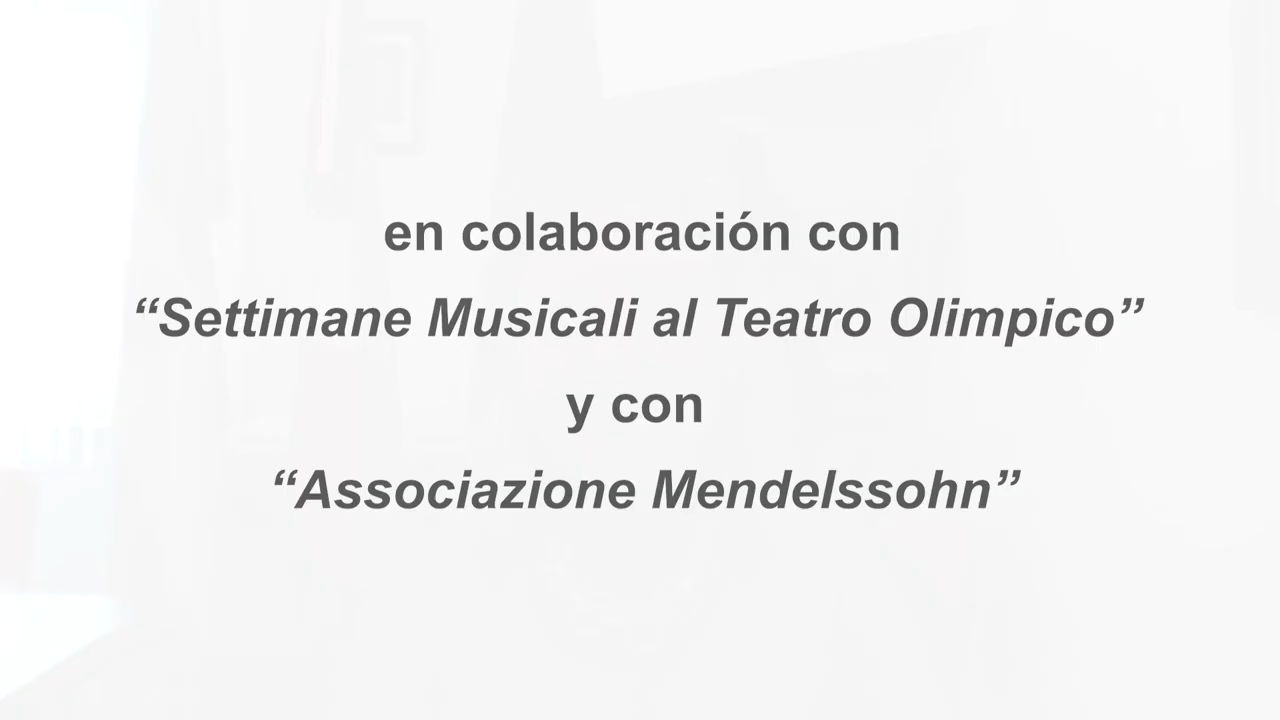 en colaboración con
“Settimane Musicali al Teatro Olimpico”
y con
“Associazione Mendelssohn”